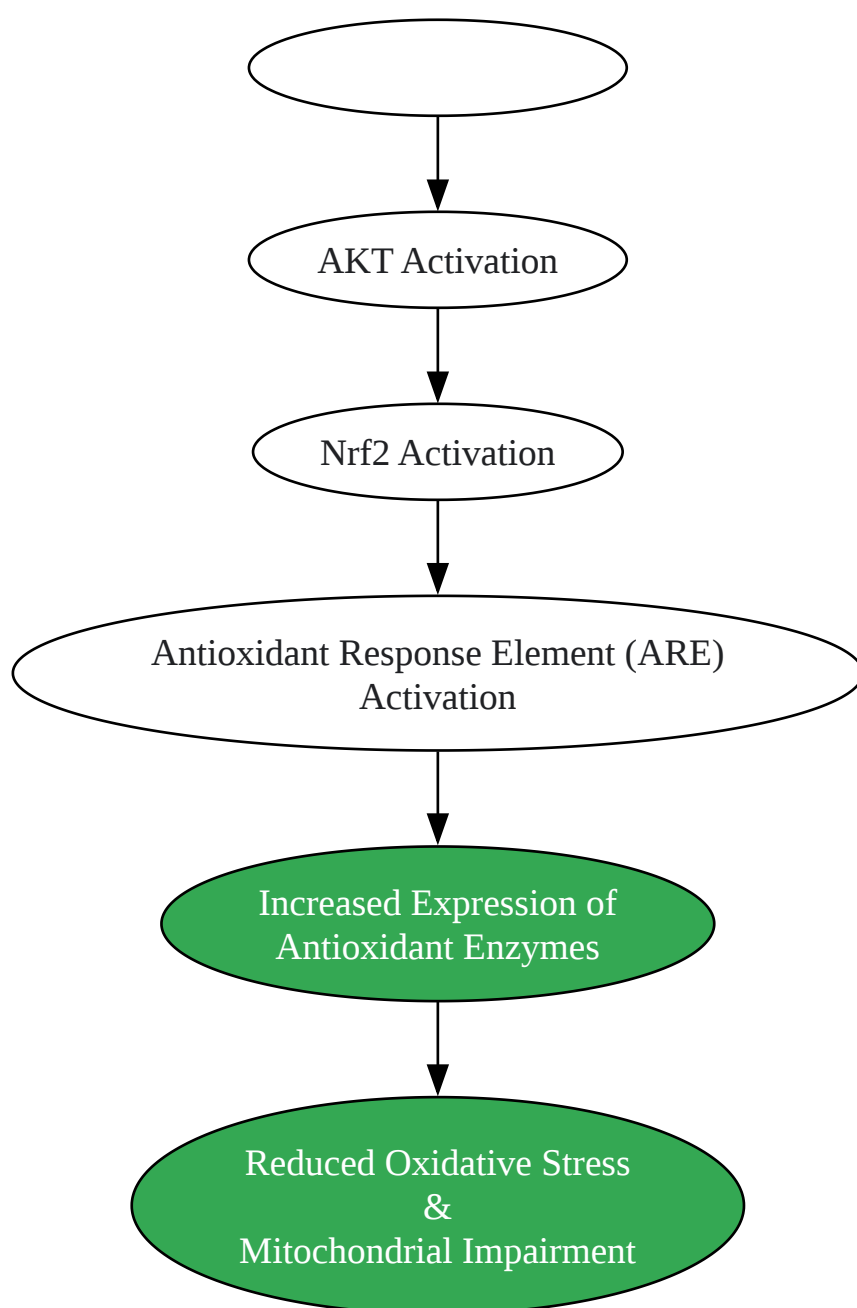 AKT Activation
Nrf2 Activation
Antioxidant Response Element (ARE)
Activation
Increased Expression of
Antioxidant Enzymes
Reduced Oxidative Stress
&
Mitochondrial Impairment